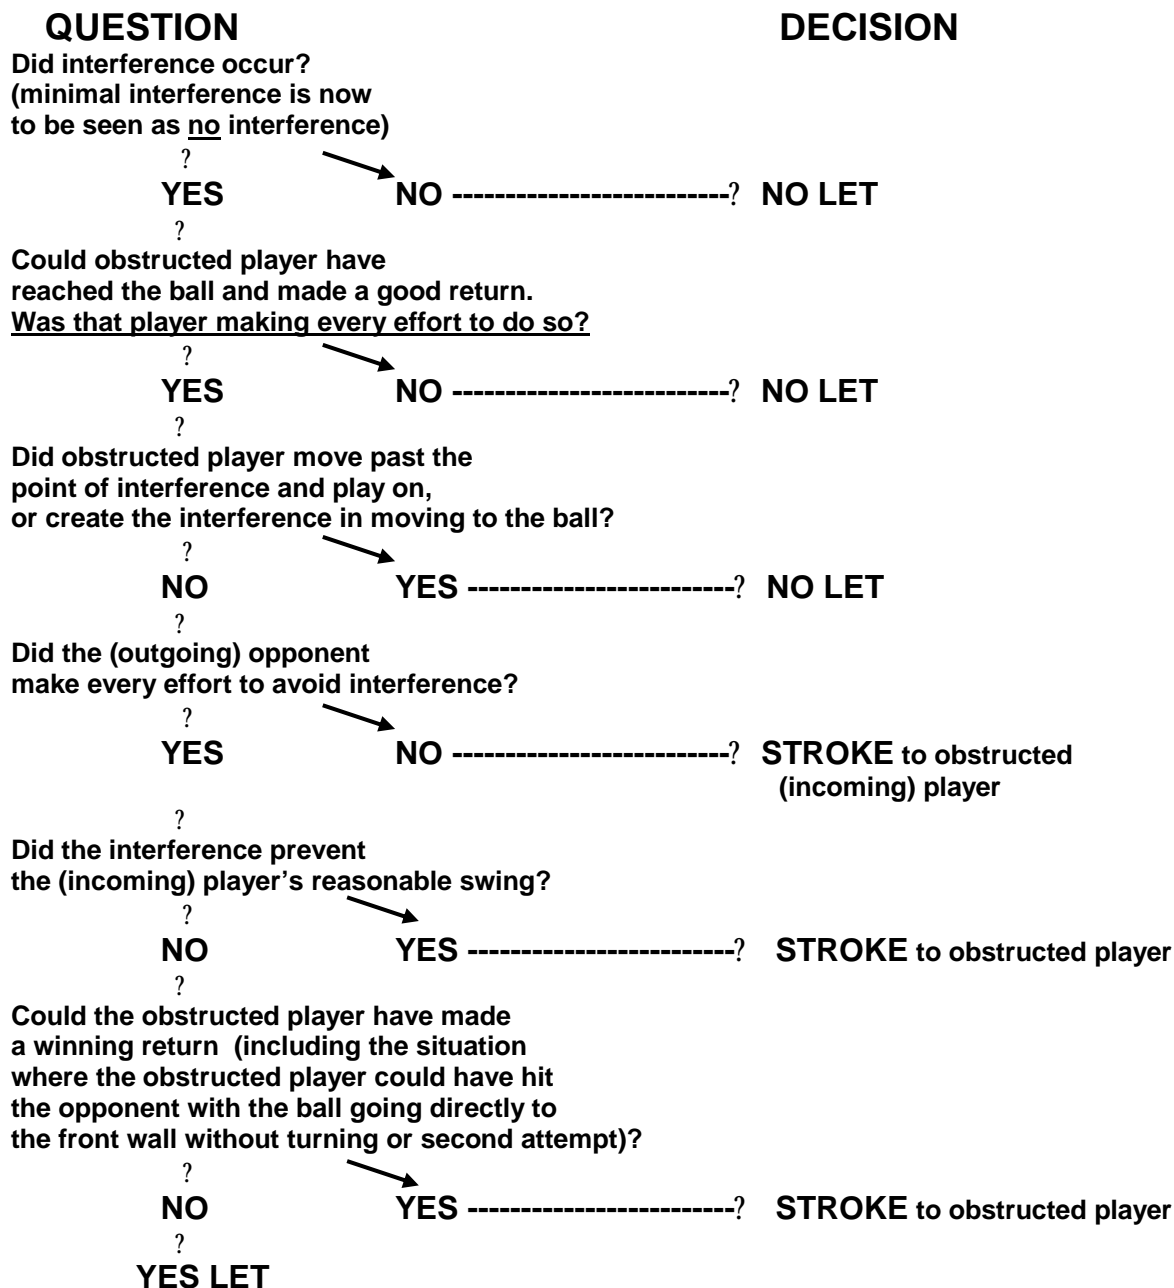 QUESTION DECISION
Did interference occur?
(minimal interference is now
to be seen as no interference)
?
YES NO --------------------------? NO LET
?
Could obstructed player have
reached the ball and made a good return.
Was that player making every effort to do so?
?
YES NO --------------------------? NO LET
?
Did obstructed player move past the
point of interference and play on,
or create the interference in moving to the ball?
?
NO YES -------------------------? NO LET
?
Did the (outgoing) opponent
make every effort to avoid interference?
?
YES NO --------------------------? STROKE to obstructed
(incoming) player
?
Did the interference prevent
the (incoming) player’s reasonable swing?
?
NO YES -------------------------? STROKE to obstructed player
?
Could the obstructed player have made
a winning return (including the situation
where the obstructed player could have hit
the opponent with the ball going directly to
the front wall without turning or second attempt)?
?
NO YES -------------------------? STROKE to obstructed player
?
YES LET